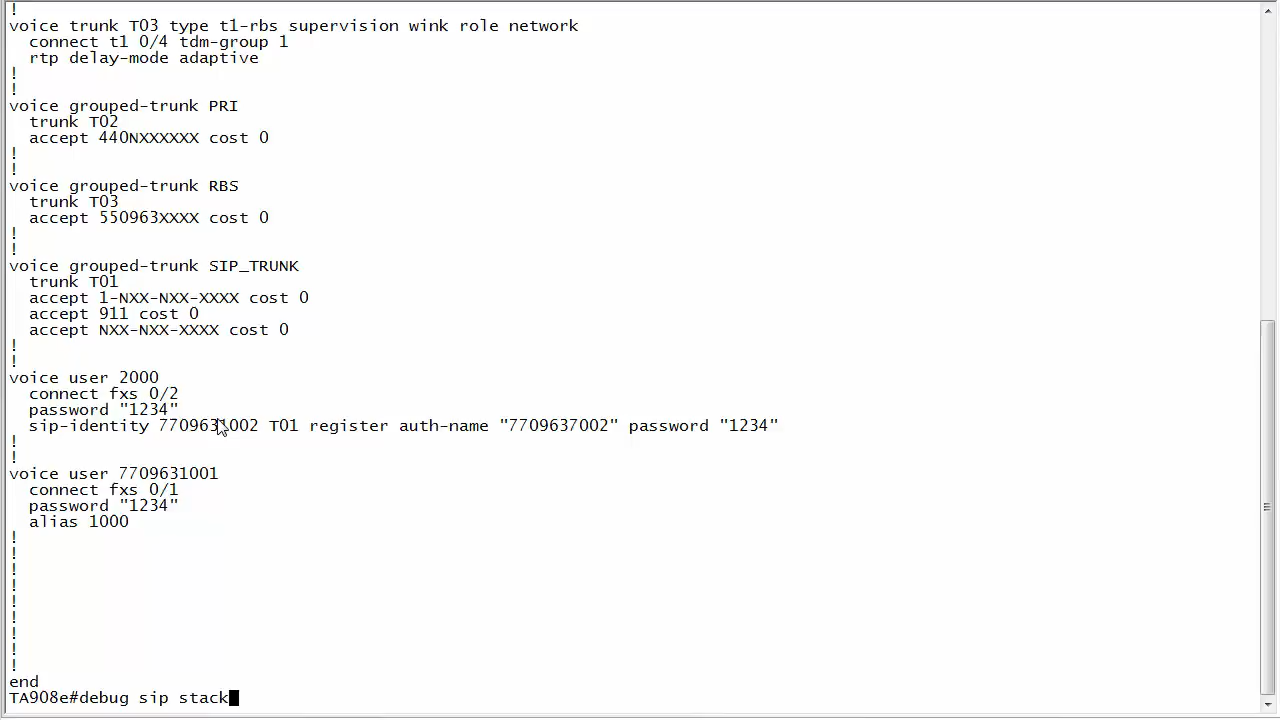 !
voice trunk T03 type t1-rbs supervision wink role network
connect t1 0/4 tdm-group 1
rtp delay-mode adaptive
!
!
voice grouped-trunk PRI
trunk T02
accept 440NXXXXXX cost 0
!
!
voice grouped-trunk RBS
trunk T03
accept 550963XXXX cost 0
!
!
voice grouped-trunk SIP_TRUNK
trunk T01
accept 1-NXX-NXX-XXXX cost 0
accept 911 cost 0
accept NXX-NXX-XXXX cost 0
!
!
voice user 2000
connect fxs 0/2
password "1234"
sip-identity 7709631002 T01 register auth-name "7709637002" password "1234"
!
!
voice user 7709631001
connect fxs 0/1
password "1234"
alias 1000
!
!
!
!
!
!
!
!
!
end
TA908e#debug sip stack